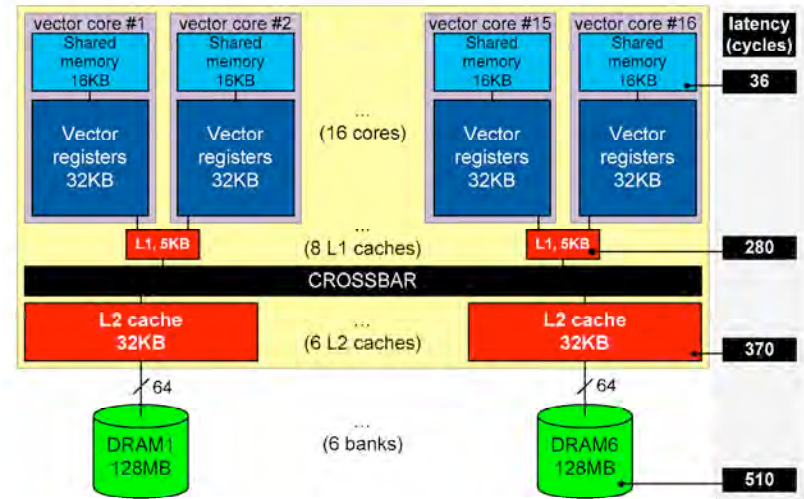 vector core #1
vector core #2
vector core #15
vector core #16
latency
(cycles)
Shared
memory
16KB
Shared
memory
16KB
Shared
memory
16KB
Shared
memory
16KB
36
Vector
registers
32KB
Vector
registers
32KB
...
(16 cores)
Vector
registers
32KB
Vector
registers
32KB
L1, 5KB
...
(8 L1 caches)
L1, 5KB
280
CROSSBAR
L2 cache
32KB
...
(6 L2 caches)
L2 cache
32KB
370
64
64
DRAM1
128MB
...
(6 banks)
DRAM6
128MB
510